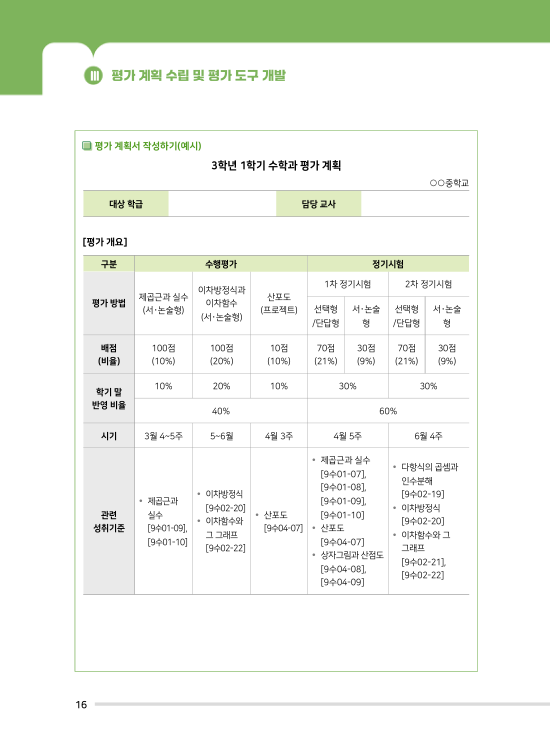 Ⅲ 평가 계획 수립 및 평가 도구 개발
평가 계획서 작성하기(예시)
3학년 1학기 수학과 평가 계획
○○중학교
대상 학급 담당 교사
[평가 개요]
구분 수행평가 정기시험
평가 방법
제곱근과 실수
(서·논술형)
이차방정식과
이차함수
(서·논술형)
산포도
(프로젝트)
1차 정기시험 2차 정기시험
선택형
/단답형
서·논술
형
선택형
/단답형
서·논술
형
배점
(비율)
100점
(10%)
100점
(20%)
10점
(10%)
70점
(21%)
30점
(9%)
70점
(21%)
30점
(9%)
학기 말
반영 비율
10% 20% 10% 30% 30%
40% 60%
시기 3월 4~5주 5~6월 4월 3주 4월 5주 6월 4주
관련
성취기준
• 제곱근과
실수
[9수01-09],
[9수01-10]
• 이차방정식
[9수02-20]
• 이차함수와
그 그래프
[9수02-22]
• 산포도
[9수04-07]
• 제곱근과 실수
[9수01-07],
[9수01-08],
[9수01-09],
[9수01-10]
• 산포도
[9수04-07]
• 상자그림과 산점도
[9수04-08],
[9수04-09]
• 다항식의 곱셈과
인수분해
[9수02-19]
• 이차방정식
[9수02-20]
• 이차함수와 그
그래프
[9수02-21],
[9수02-22]
16